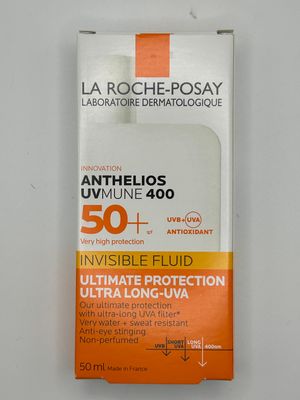 LA ROCHE-POSAY
LABORATOIRE DERMATOLOGIQUE
INNOVATION
ANTHELIOS
UVMUNE 400
50+
Very high protection
UVB+UVA
ANTIOXIDANT
INVISIBLE FLUID
ULTIMATE PROTECTION
ULTRA LONG-UVA
Our ultimate protection
with ultra-long UVA filter*
Very water + sweat resistant
Anti-eye stinging
Non-perfumed
UVB
SHORT UVA
LONG UVA
400nm
50 ml Made in France